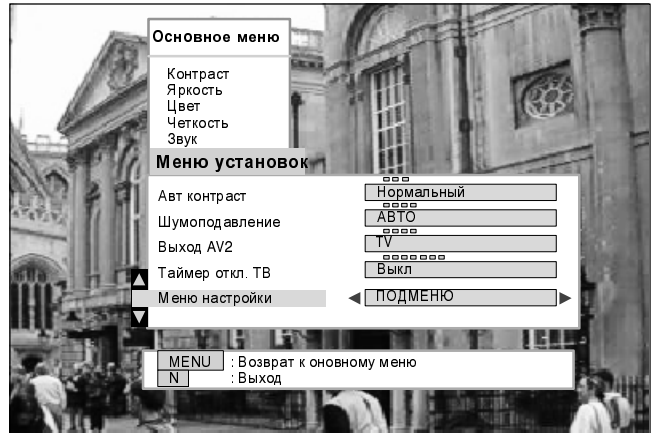 Основное меню
Контраст
Яркость
Цвет
Четкость
Звук
Меню установок
Авт контраст Нормальный
Шумоподавление АВТО
Выход AV2 TV
Таймер откл. ТВ Выкл
Меню настройки ПОДМЕНЮ
MENU : Возврат к оновному меню
N : Выход